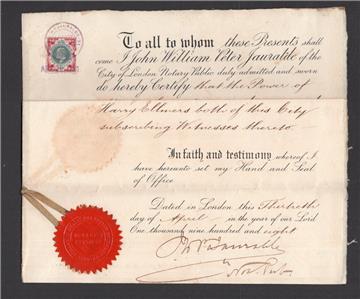 To all to whom these Presents shall
come I John William Peter Jauralde of the
City of London Notary Public duly admitted and sworn
do hereby Certify that the Power of
Harry Ellmers both of this City
subscribing Witnesses thereto.
In faith and testimony whereof I
have hereunto set my Hand and Seal
of Office
Dated in London this Thirtieth
day of April in the year of our Lord
One thousand nine hundred and eight
Jauralde
Not. Pub.